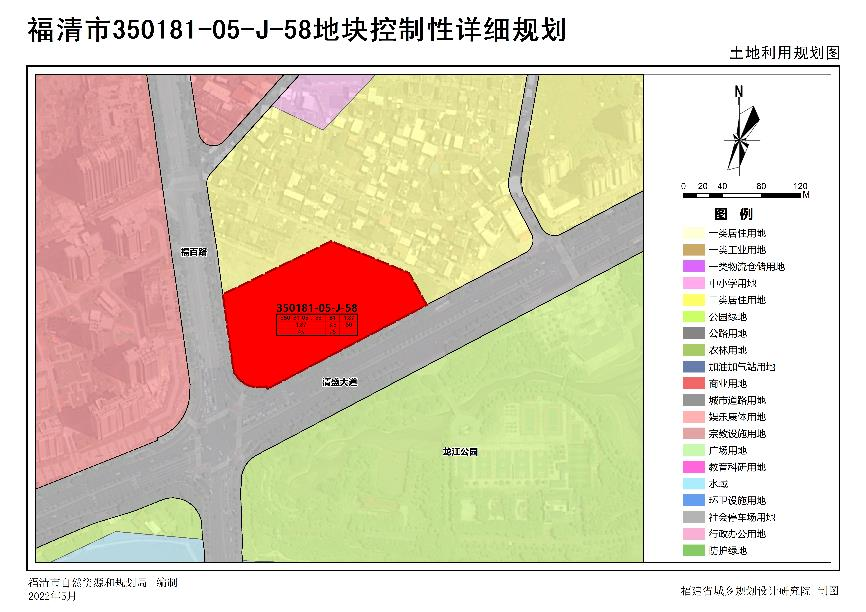 福清市350181-05-J-58地块控制性详细规划
土地利用规划图
N
0 20 40 80 120
M
福百路
350181-05-J-58
清盛大道
龙江公园
图 例
一类居住用地
一类工业用地
一类物流仓储用地
中小学用地
二类居住用地
公园绿地
公路用地
农林用地
加油加气站用地
商业用地
城市道路用地
娱乐康体用地
宗教设施用地
广场用地
教育科研用地
水域
环卫设施用地
社会停车场用地
行政办公用地
防护绿地
福清市自然资源和规划局 编制
福建省城乡规划设计研究院 制图